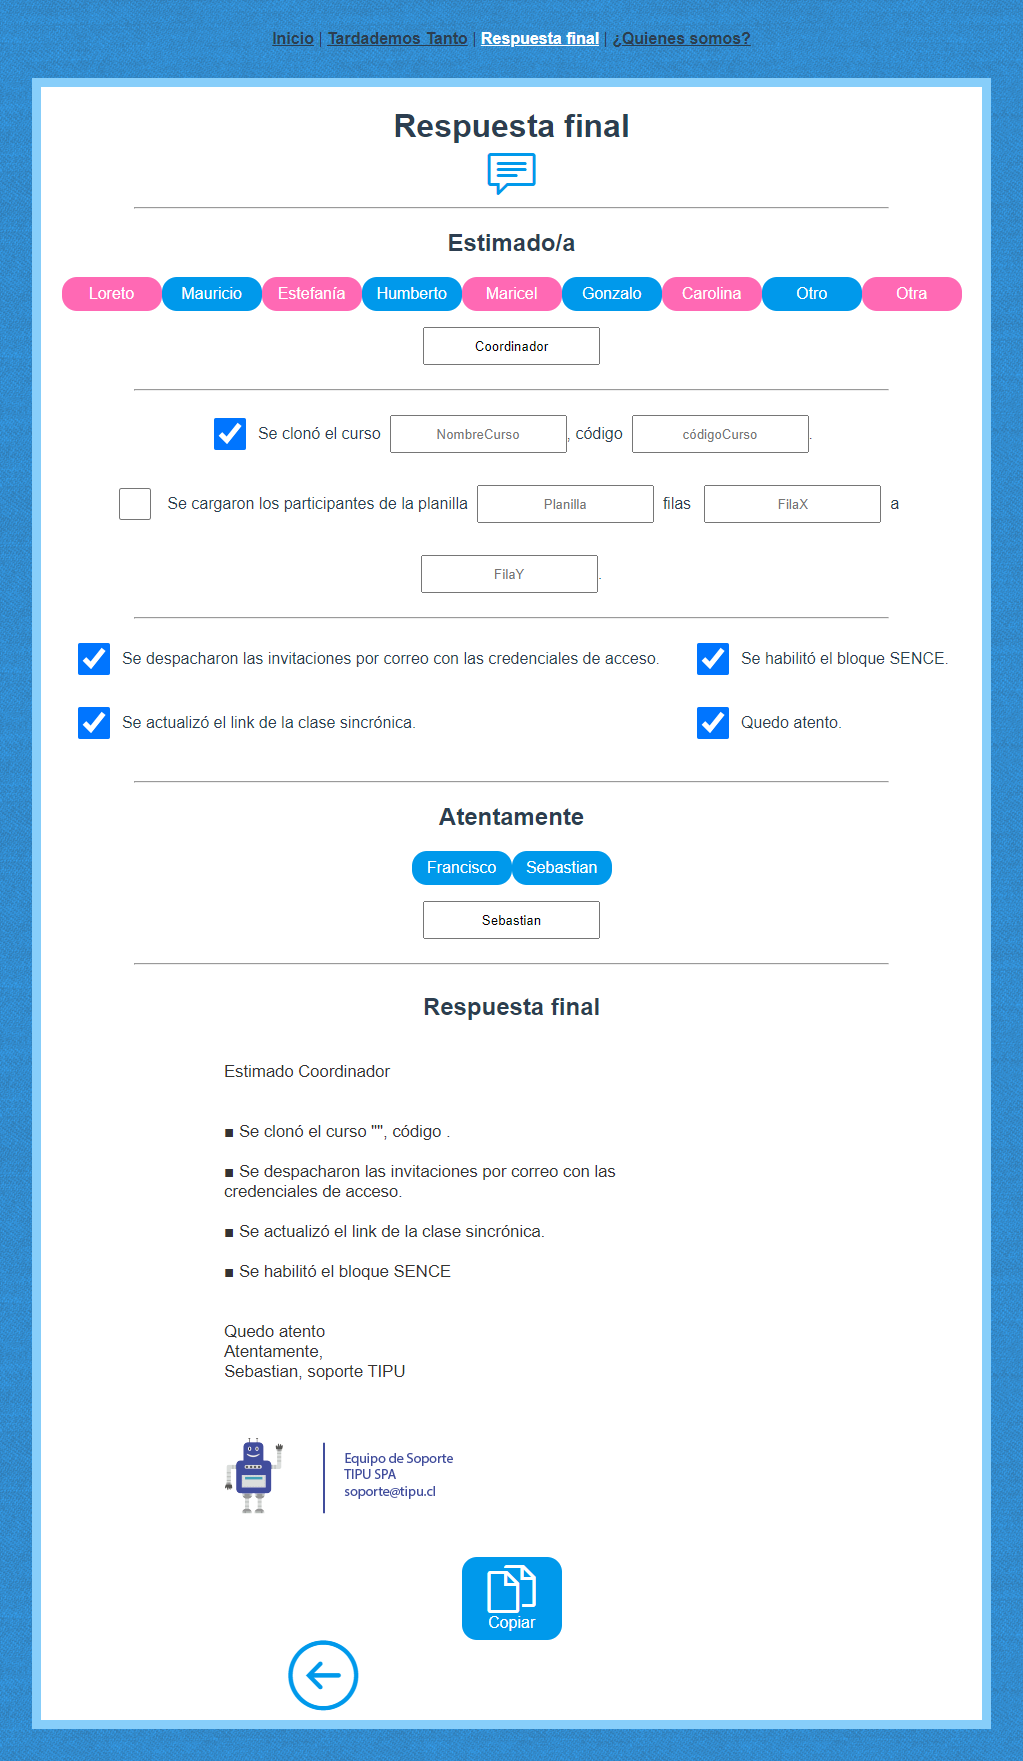 Inicio | Tardademos Tanto | Respuesta final | ¿Quienes somos?
Respuesta final
Estimado/a
Loreto Mauricio Estefanía Humberto Maricel Gonzalo Carolina Otro Otra
Coordinador
Se clonó el curso NombreCurso, código códigoCurso.
Se cargaron los participantes de la planilla Planilla filas FilaX a
FilaY.
Se despacharon las invitaciones por correo con las credenciales de acceso. Se habilitó el bloque SENCE.
Se actualizó el link de la clase sincrónica. Quedo atento.
Atentamente
Francisco Sebastian
Sebastian
Respuesta final
Estimado Coordinador
■ Se clonó el curso "", código .
■ Se despacharon las invitaciones por correo con las
credenciales de acceso.
■ Se actualizó el link de la clase sincrónica.
■ Se habilitó el bloque SENCE
Quedo atento
Atentamente,
Sebastian, soporte TIPU
Equipo de Soporte
TIPU SPA
soporte@tipu.cl
Copiar